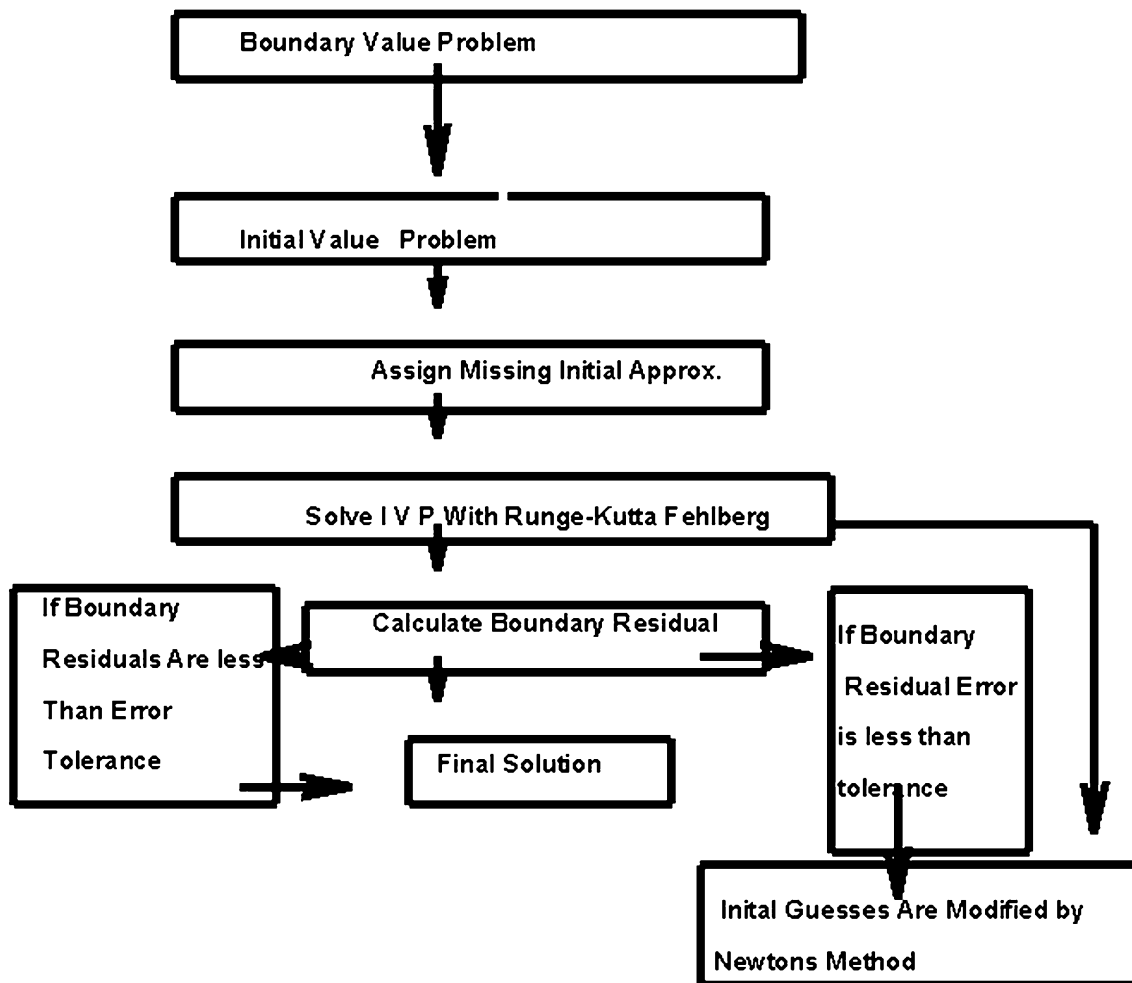 Boundary Value Problem
Initial Value Problem
Assign Missing Initial Approx.
Solve I V P With Runge-Kutta Fehlberg
If Boundary
Residuals Are less
Than Error
Tolerance
Calculate Boundary Residual
If Boundary
Residual Error
is less than
tolerance
Final Solution
Inital Guesses Are Modified by
Newtons Method